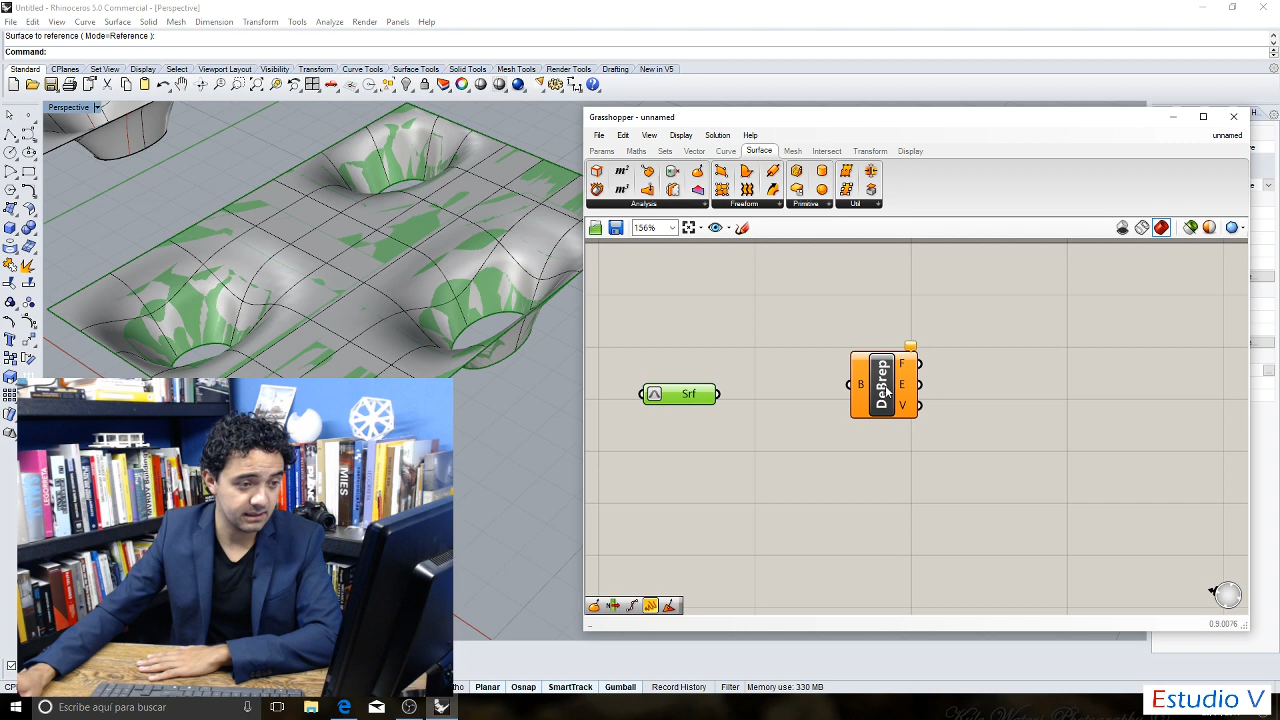 Untitled - Rhinoceros 5.0 Commercial - [Perspective]
File Edit View Curve Surface Solid Mesh Dimension Transform Tools Analyze Render Panels Help
Surface to reference ( Mode=Reference ):
Command:
Standard CPlanes Set View Display Select Viewport Layout Visibility Transform Curve Tools Surface Tools Solid Tools Mesh Tools Render Tools Drafting New in V5
Perspective
Grasshopper - unnamed
File Edit View Display Solution Help unnamed
Params Maths Sets Vector Curve Surface Mesh Intersect Transform Display
m² m³
Analysis Freeform Primitive Util
156%
Srf
B DeBrep F E V
0.9.0076
LEGORRETA
MIES
Planar Osnap SmartTrack Gumball Record History Filter Memory use: 330 MB
Escribe aquí para buscar
Estudio V